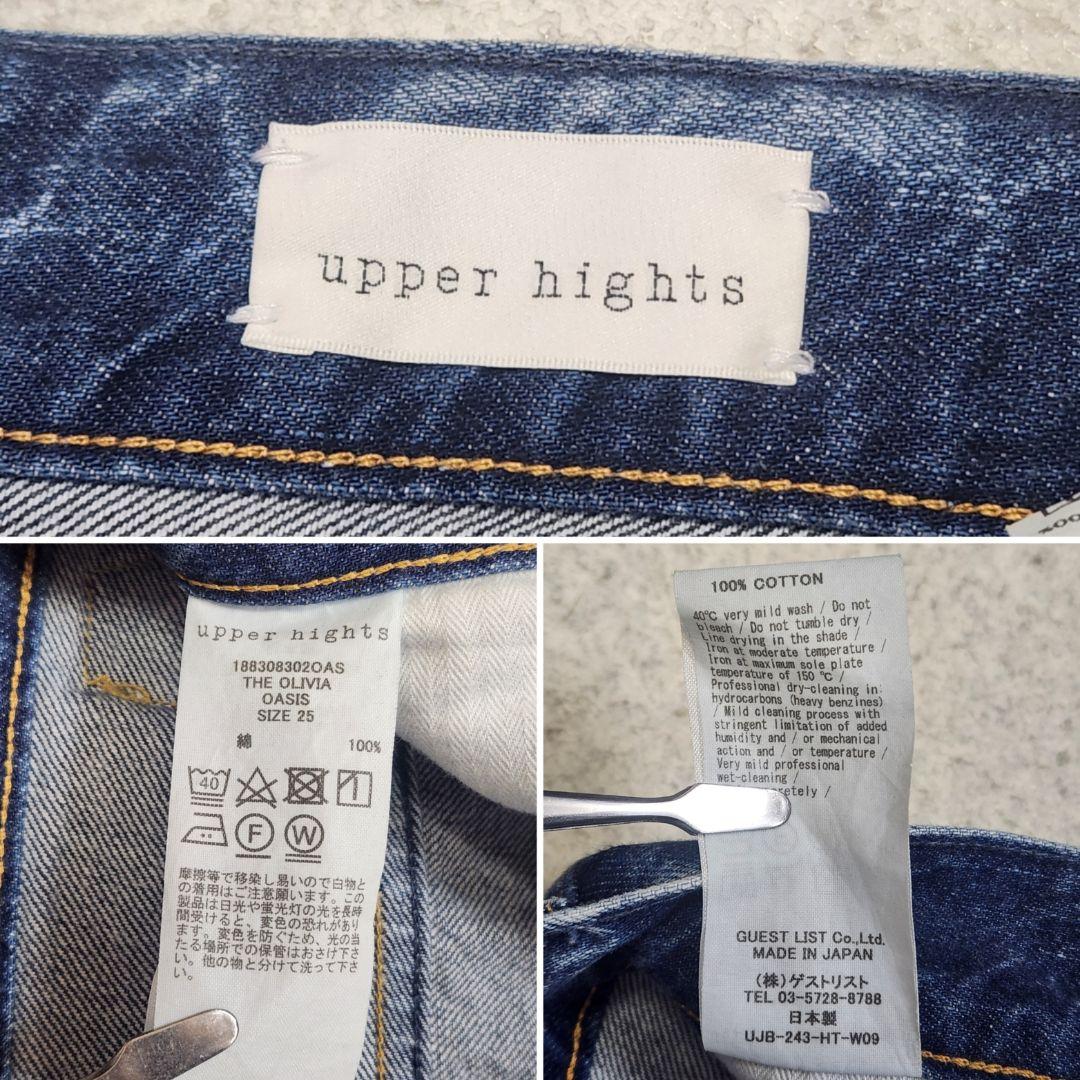 upper hights
upper hights
188308302OAS
THE OLIVIA
OASIS
SIZE 25
綿 100%
40
F W
摩擦等で移染し易いので白物と
の着用はご注意願います。この
製品は日光や蛍光灯の光を長時
間受けると、変色の恐れがあり
ます。変色を防ぐため、光の当
たる場所での保管はおさけ下さ
い。他の物と分けて洗って下さ
い。
100% COTTON
40℃ very mild wash / Do not
bleach / Do not tumble dry /
Line drying in the shade /
Iron at moderate temperature /
Iron at maximum sole plate
temperature of 150 ℃ /
Professional dry-cleaning in
hydrocarbons (heavy benzines)
/ Mild cleaning process with
stringent limitation of added
humidity and / or mechanical
action and / or temperature /
Very mild professional
wet-cleaning /
/
GUEST LIST Co.,Ltd.
MADE IN JAPAN
(株)ゲストリスト
TEL 03-5728-8788
日本製
UJB-243-HT-W09